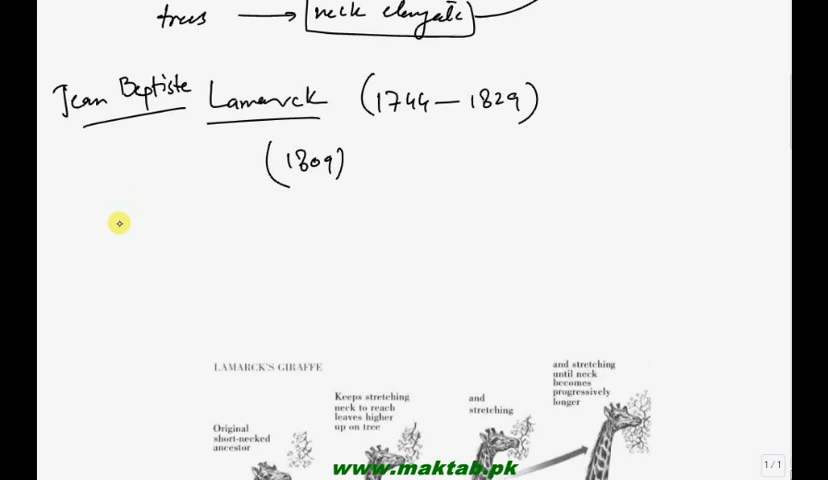 trees → neck elongate
Jean Beptiste Lamarck (1744 – 1829)
(1809)
LAMARCK'S GIRAFFE
Original
short-necked
ancestor
Keeps stretching
neck to reach
leaves higher
up on tree
and
stretching
and stretching
until neck
becomes
progressively
longer
www.maktab.pk
1/1